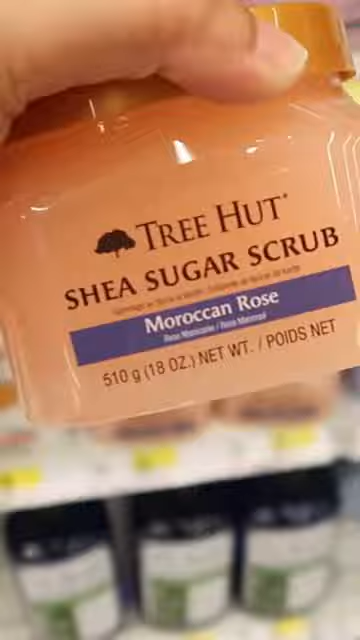 TREE HUT
SHEA SUGAR SCRUB
Moroccan Rose
510 g (18 OZ.) NET WT. / POIDS NET